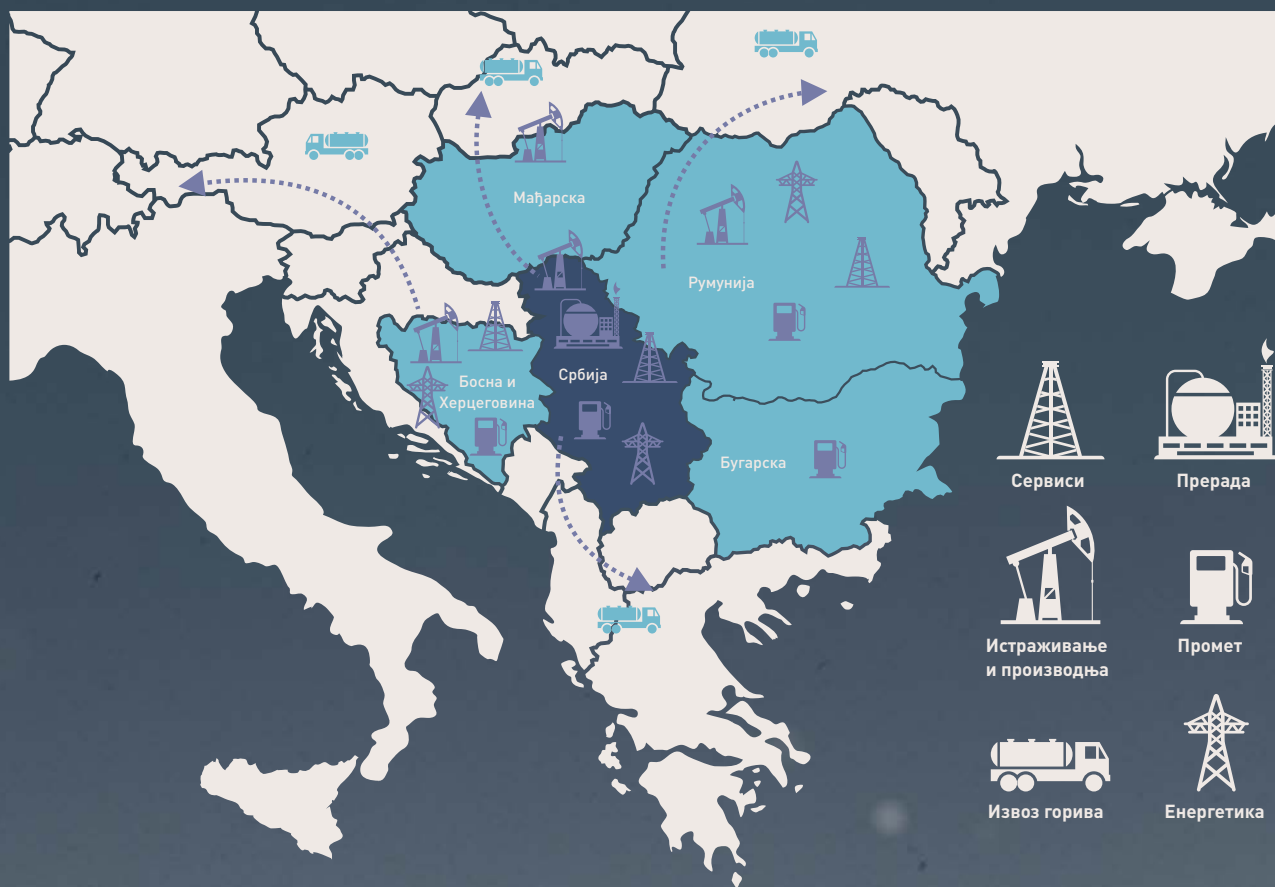 Мађарска
Румунија
Србија
Босна и
Херцеговина
Бугарска
Сервиси
Прерада
Истраживање
и производња
Промет
Извоз горива
Енергетика